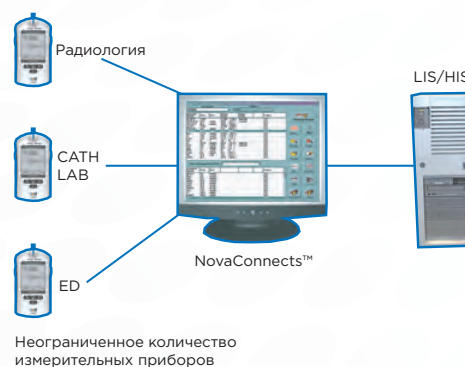 Радиология
LIS/HIS
CATH
LAB
NovaConnects™
ED
Неограниченное количество
измерительных приборов